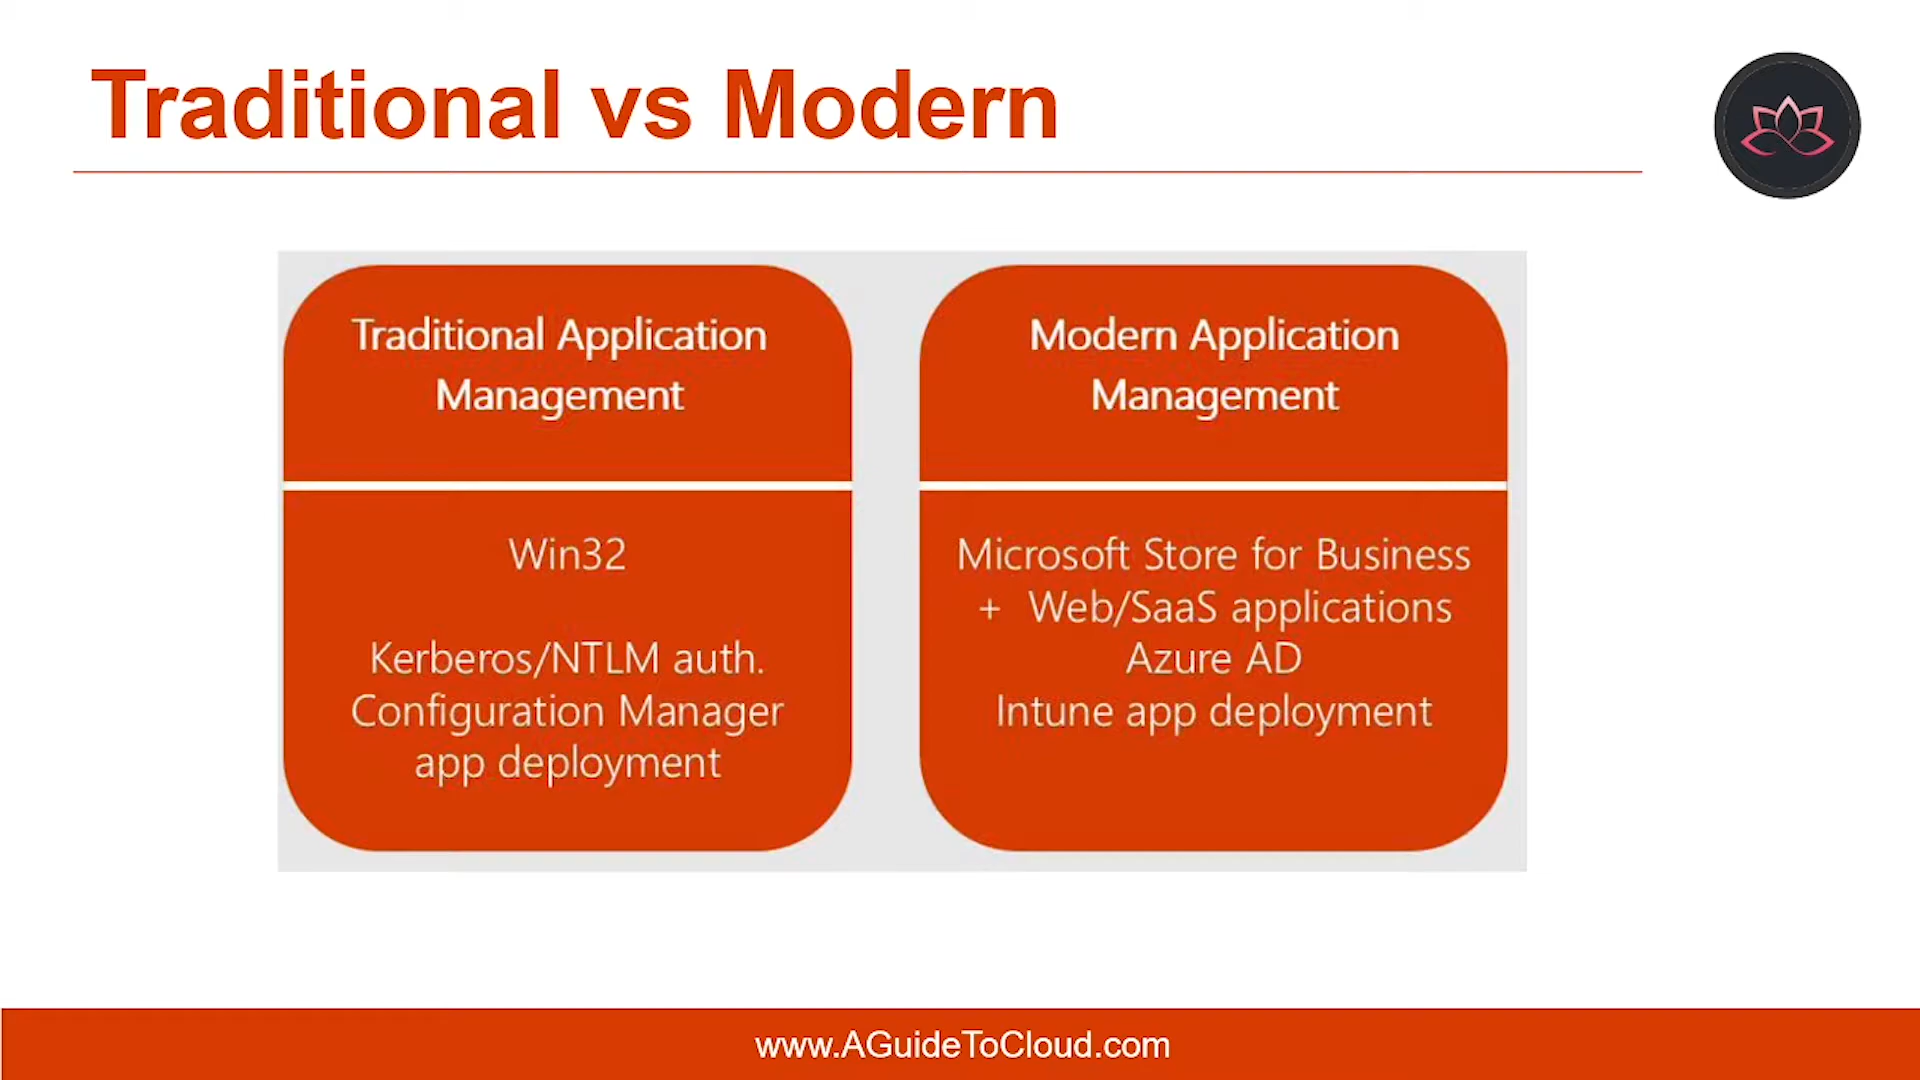 Traditional vs Modern
Traditional Application
Management
Win32
Kerberos/NTLM auth.
Configuration Manager
app deployment
Modern Application
Management
Microsoft Store for Business
+ Web/SaaS applications
Azure AD
Intune app deployment
www.AGuideToCloud.com